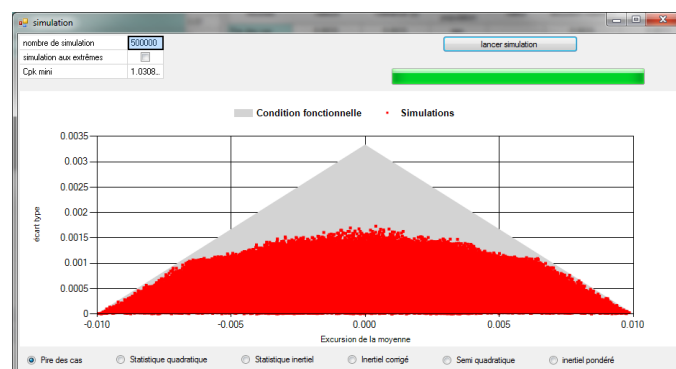 simulation
nombre de simulation 500000
lancer simulation
simulation aux extrêmes
Cpk mini 1.0308...
Condition fonctionnelle Simulations
0.0035
0.003
0.0025
0.002
0.0015
0.001
0.0005
0
écart type
-0.010 -0.005 0.000 0.005 0.010
Excursion de la moyenne
Pire des cas Statistique quadratique Statistique inertiel Inertiel corrigé Semi quadratique inertiel pondéré